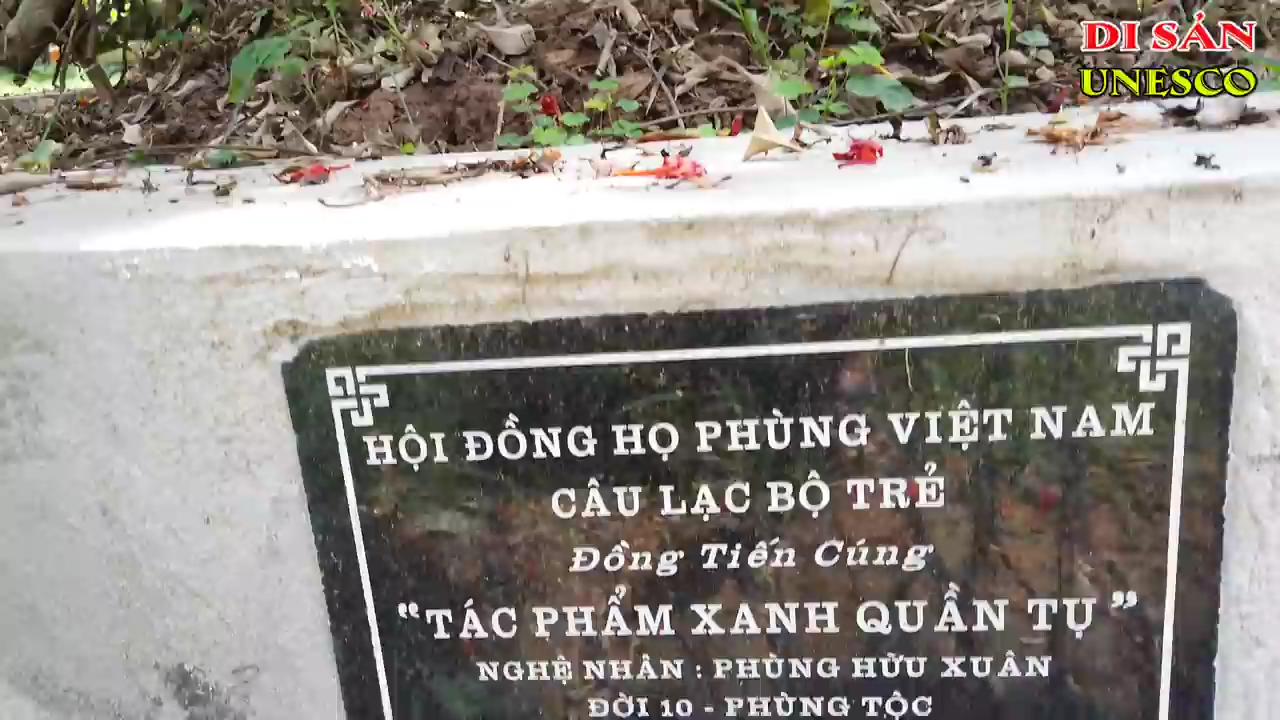 DI SẢN
UNESCO
HỘI ĐỒNG HỌ PHÙNG VIỆT NAM
CÂU LẠC BỘ TRẺ
Đồng Tiến Cúng
“TÁC PHẨM XANH QUẦN TỤ”
NGHỆ NHÂN : PHÙNG HỮU XUÂN
ĐỜI 10 - PHÙNG TỘC